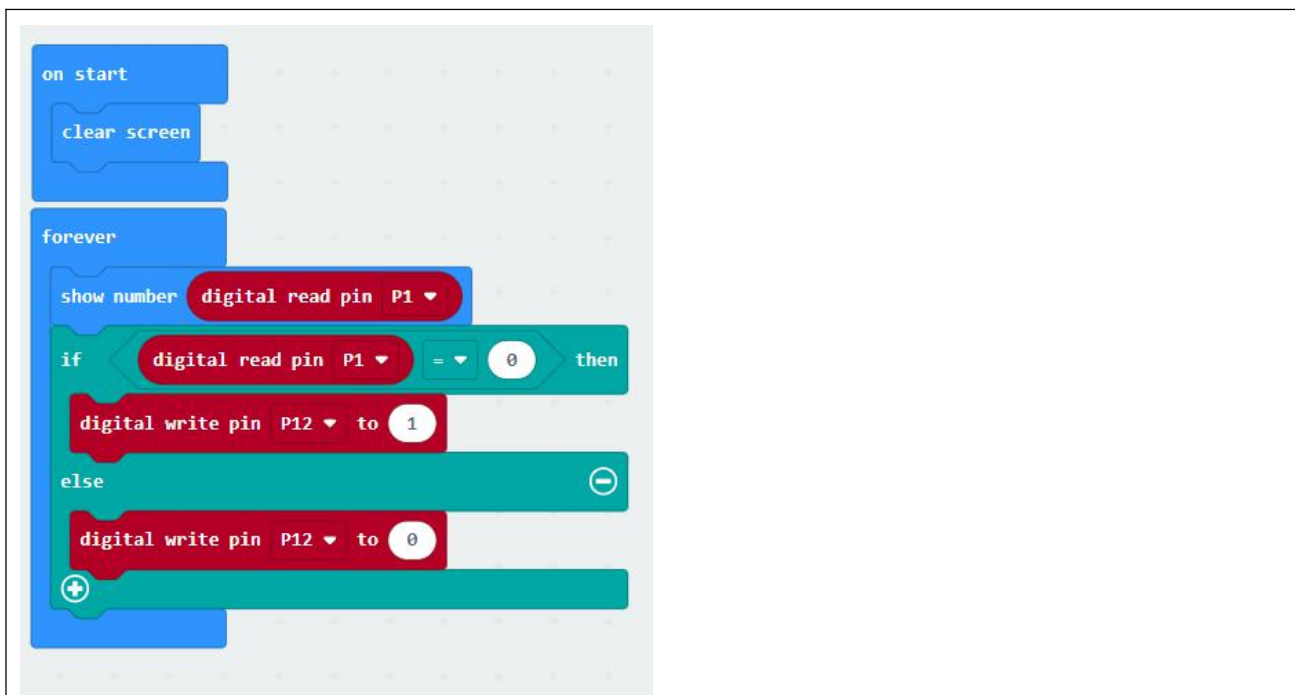 on start
clear screen
forever
show number digital read pin P1
if digital read pin P1 = 0 then
digital write pin P12 to 1
else
digital write pin P12 to 0